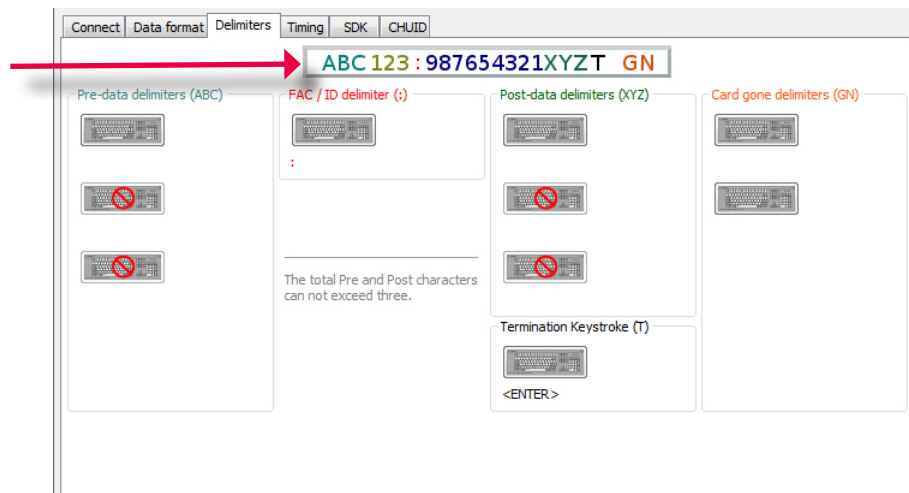 Connect Data format Delimiters Timing SDK CHUID
ABC 123 : 987654321XYZT GN
Pre-data delimiters (ABC) FAC / ID delimiter (:) Post-data delimiters (XYZ) Card gone delimiters (GN)
:
The total Pre and Post characters
can not exceed three.
Termination Keystroke (T)
<ENTER>